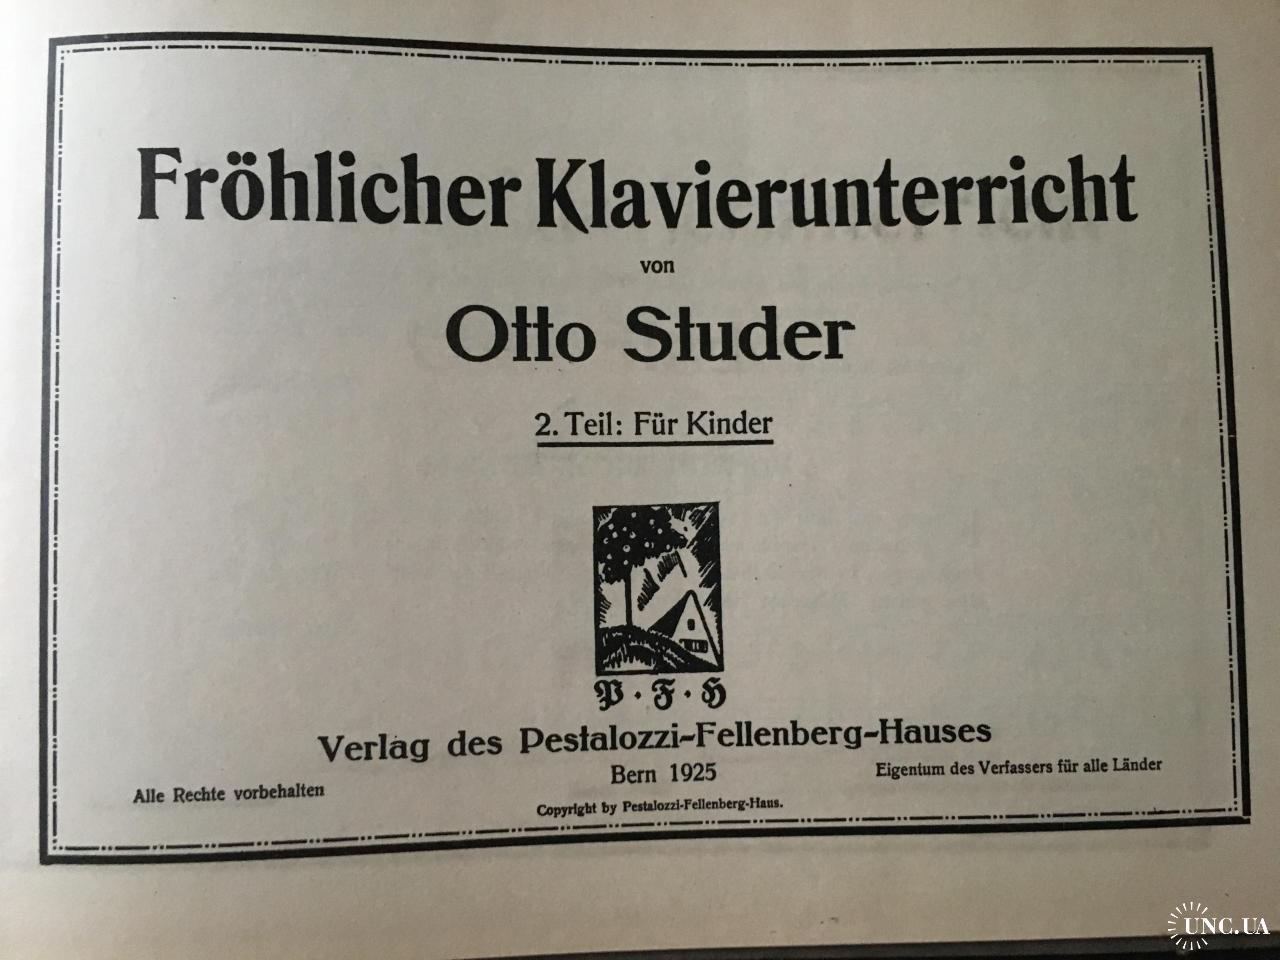 Fröhlicher Klavierunterricht
von
Otto Studer
2. Teil: Für Kinder
P · F · H
Verlag des Pestalozzi-Fellenberg-Hauses
Bern 1925
Alle Rechte vorbehalten
Eigentum des Verfassers für alle Länder
Copyright by Pestalozzi-Fellenberg-Haus.
UNC.UA